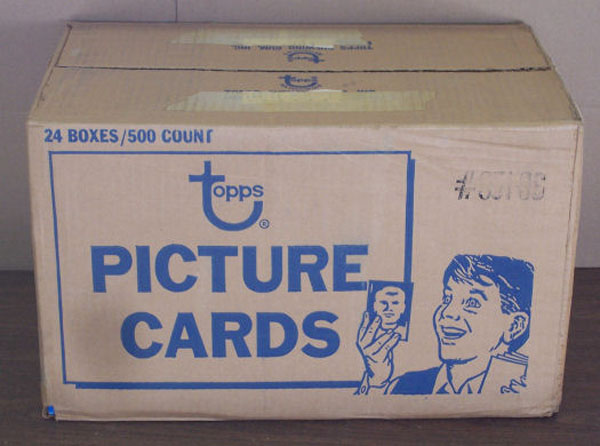 24 BOXES/500 COUNT
Topps
®
PICTURE
CARDS